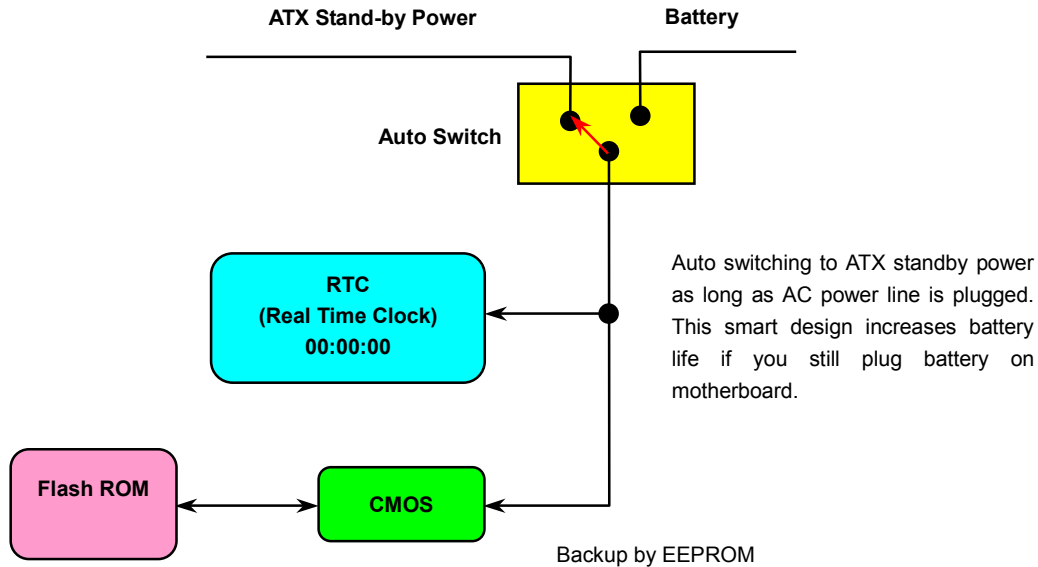 ATX Stand-by Power
Battery
Auto Switch
RTC
(Real Time Clock)
00:00:00
Auto switching to ATX standby power
as long as AC power line is plugged.
This smart design increases battery
life if you still plug battery on
motherboard.
Flash ROM
CMOS
Backup by EEPROM